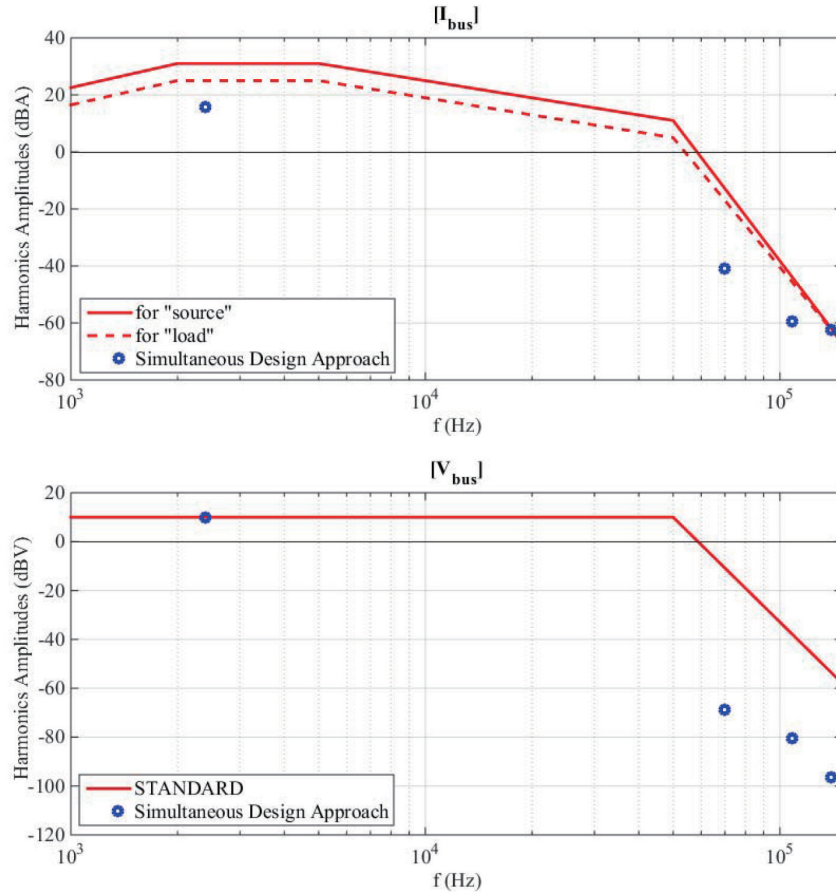 [I_bus]
40
20
0
-20
-40
-60
-80
Harmonics Amplitudes (dBA)
for "source"
for "load"
Simultaneous Design Approach
10^3
10^4
10^5
f (Hz)
[V_bus]
20
0
-20
-40
-60
-80
-100
-120
Harmonics Amplitudes (dBV)
STANDARD
Simultaneous Design Approach
10^3
10^4
10^5
f (Hz)